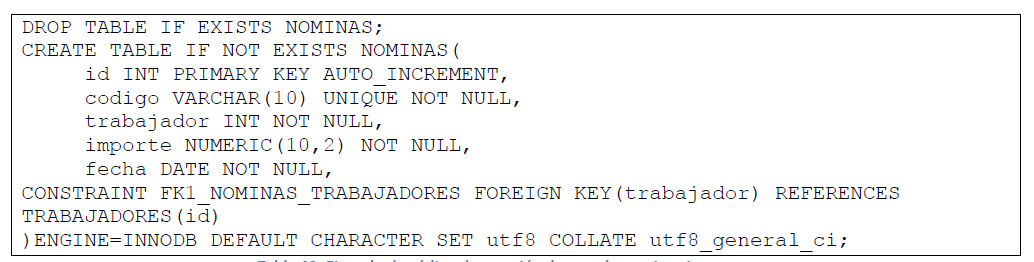 DROP TABLE IF EXISTS NOMINAS;
CREATE TABLE IF NOT EXISTS NOMINAS(
id INT PRIMARY KEY AUTO_INCREMENT,
codigo VARCHAR(10) UNIQUE NOT NULL,
trabajador INT NOT NULL,
importe NUMERIC(10,2) NOT NULL,
fecha DATE NOT NULL,
CONSTRAINT FK1_NOMINAS_TRABAJADORES FOREIGN KEY(trabajador) REFERENCES
TRABAJADORES(id)
)ENGINE=INNODB DEFAULT CHARACTER SET utf8 COLLATE utf8_general_ci;